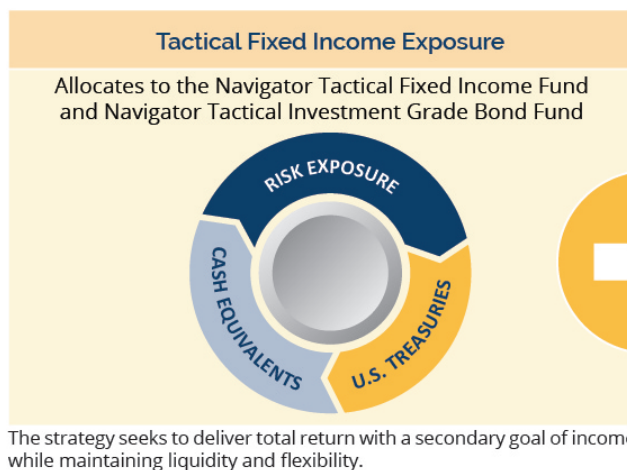 Tactical Fixed Income Exposure
Allocates to the Navigator Tactical Fixed Income Fund
and Navigator Tactical Investment Grade Bond Fund
RISK EXPOSURE
CASH EQUIVALENTS
U.S. TREASURIES
The strategy seeks to deliver total return with a secondary goal of income
while maintaining liquidity and flexibility.